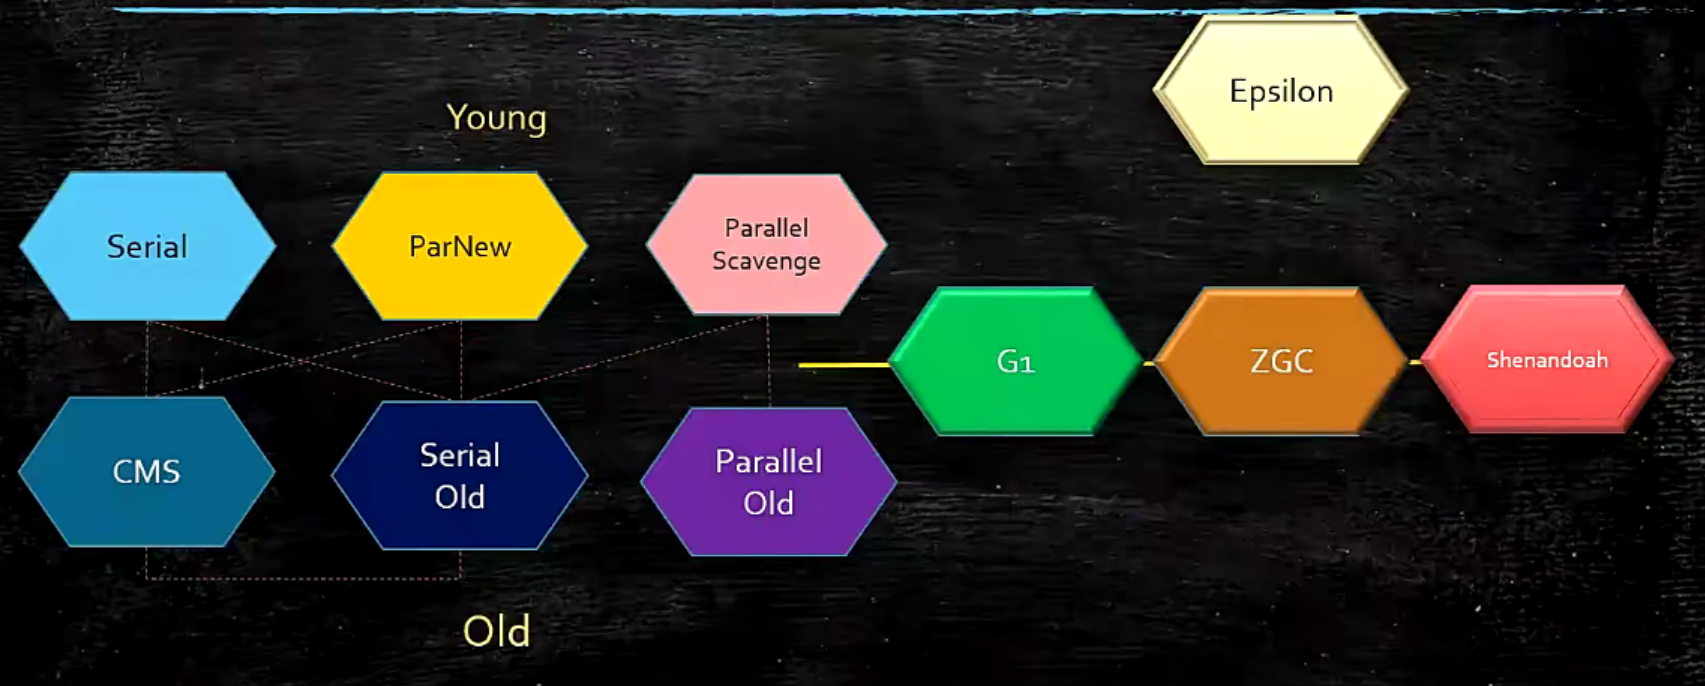 Epsilon
Young
Serial
ParNew
Parallel
Scavenge
G1
ZGC
Shenandoah
CMS
Serial
Old
Parallel
Old
Old